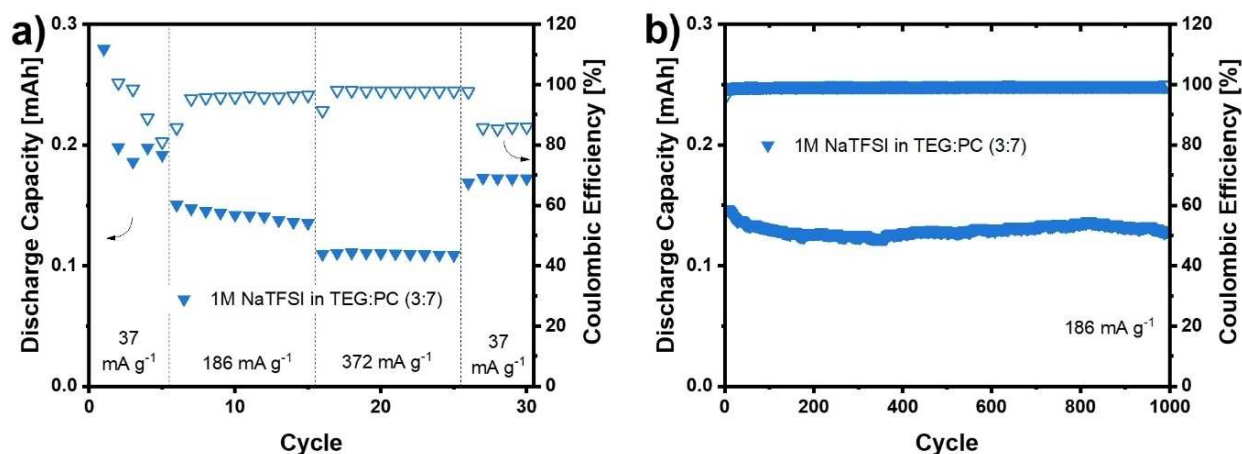 a)
Discharge Capacity [mAh]
0.3
0.2
0.1
0.0
1M NaTFSI in TEG:PC (3:7)
37
mA g-1
186 mA g-1
372 mA g-1
37
mA g-1
0
10
20
30
Cycle
120
100
80
60
40
20
0
Coulombic Efficiency [%]
b)
Discharge Capacity [mAh]
0.3
0.2
0.1
0.0
1M NaTFSI in TEG:PC (3:7)
186 mA g-1
0
200
400
600
800
1000
Cycle
120
100
80
60
40
20
0
Coulombic Efficiency [%]